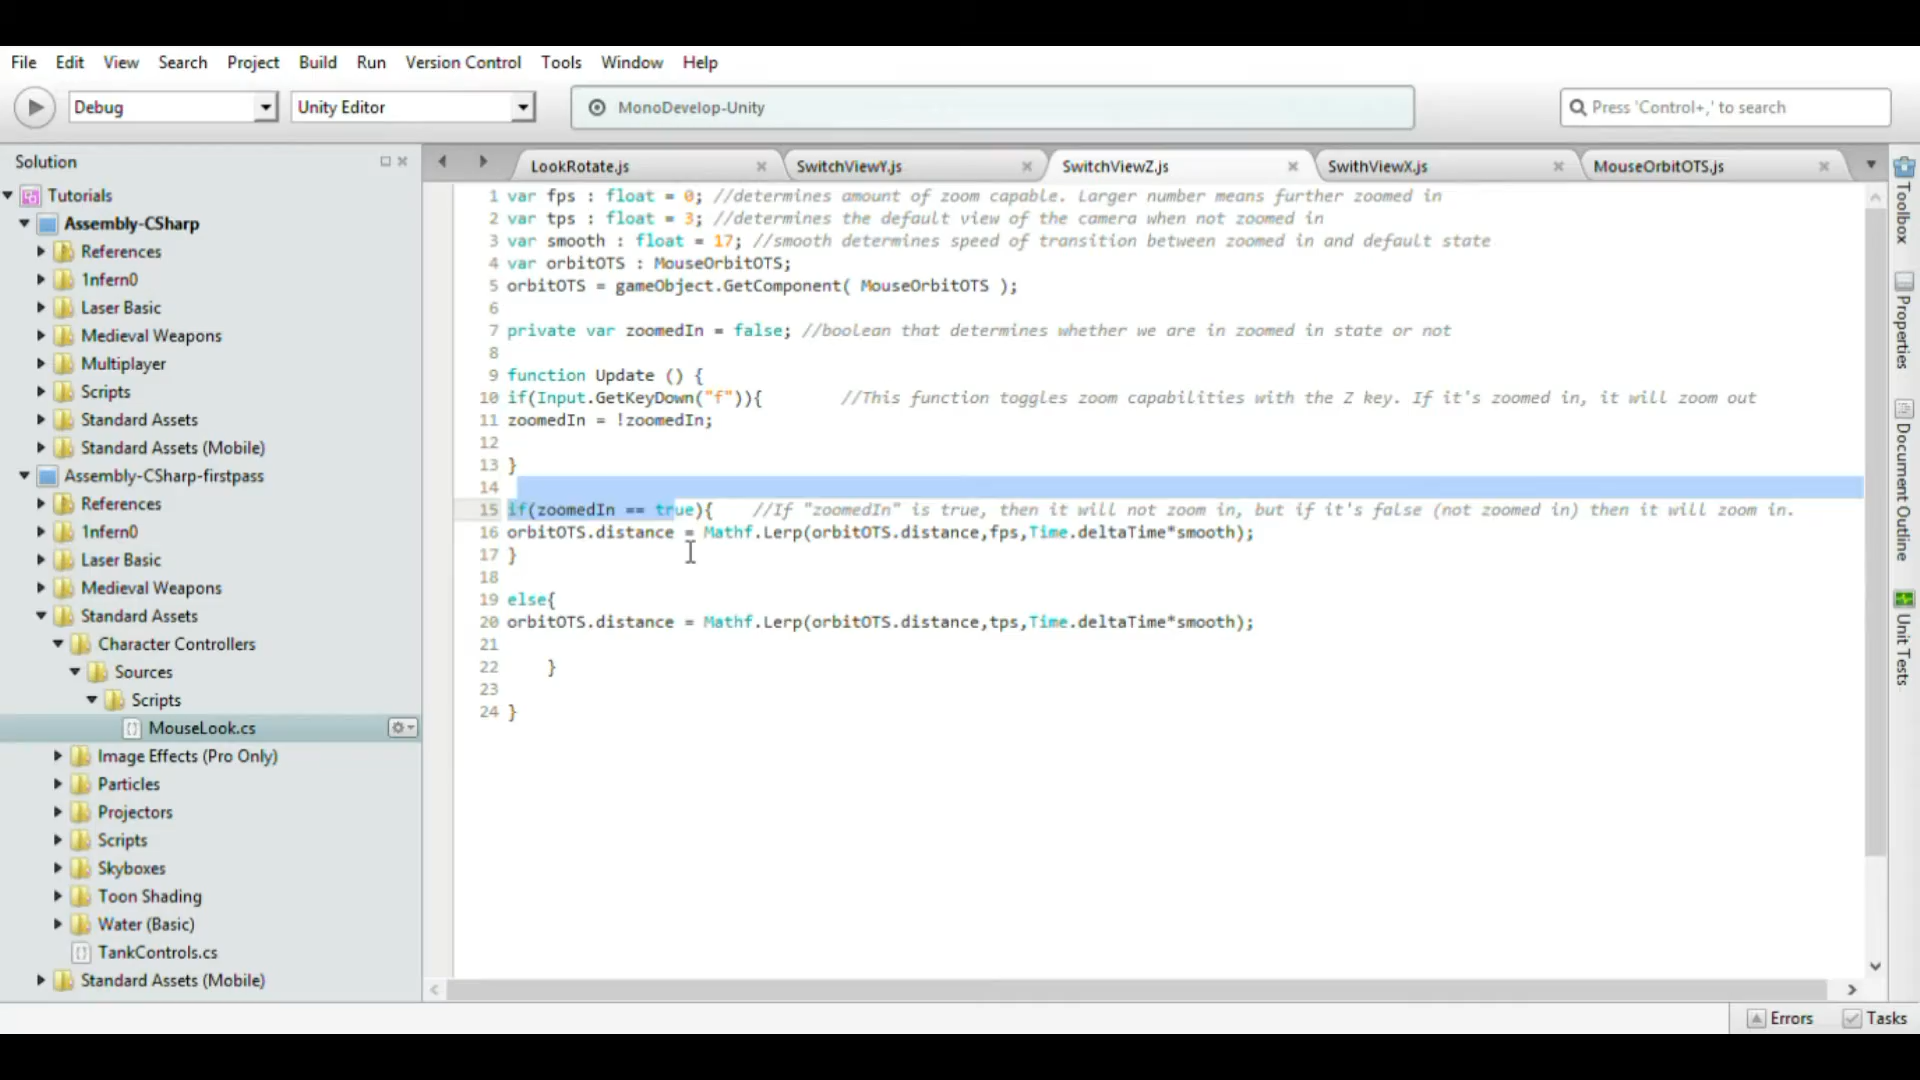 File Edit View Search Project Build Run Version Control Tools Window Help
Debug Unity Editor MonoDevelop-Unity Press 'Control+,' to search
Solution
Tutorials
Assembly-CSharp
References
1nfern0
Laser Basic
Medieval Weapons
Multiplayer
Scripts
Standard Assets
Standard Assets (Mobile)
Assembly-CSharp-firstpass
References
1nfern0
Laser Basic
Medieval Weapons
Standard Assets
Character Controllers
Sources
Scripts
MouseLook.cs
Image Effects (Pro Only)
Particles
Projectors
Scripts
Skyboxes
Toon Shading
Water (Basic)
TankControls.cs
Standard Assets (Mobile)
LookRotate.js SwitchViewY.js SwitchViewZ.js SwithViewX.js MouseOrbitOTS.js
1 var fps : float = 0; //determines amount of zoom capable. Larger number means further zoomed in
2 var tps : float = 3; //determines the default view of the camera when not zoomed in
3 var smooth : float = 17; //smooth determines speed of transition between zoomed in and default state
4 var orbitOTS : MouseOrbitOTS;
5 orbitOTS = gameObject.GetComponent( MouseOrbitOTS );
6
7 private var zoomedIn = false; //boolean that determines whether we are in zoomed in state or not
8
9 function Update () {
10 if(Input.GetKeyDown("f")){ //This function toggles zoom capabilities with the Z key. If it's zoomed in, it will zoom out
11 zoomedIn = !zoomedIn;
12
13 }
14
15 if(zoomedIn == true){ //If "zoomedIn" is true, then it will not zoom in, but if it's false (not zoomed in) then it will zoom in.
16 orbitOTS.distance = Mathf.Lerp(orbitOTS.distance,fps,Time.deltaTime*smooth);
17 }
18
19 else{
20 orbitOTS.distance = Mathf.Lerp(orbitOTS.distance,tps,Time.deltaTime*smooth);
21
22 }
23
24 }
Toolbox
Properties
Document Outline
Unit Tests
Errors Tasks